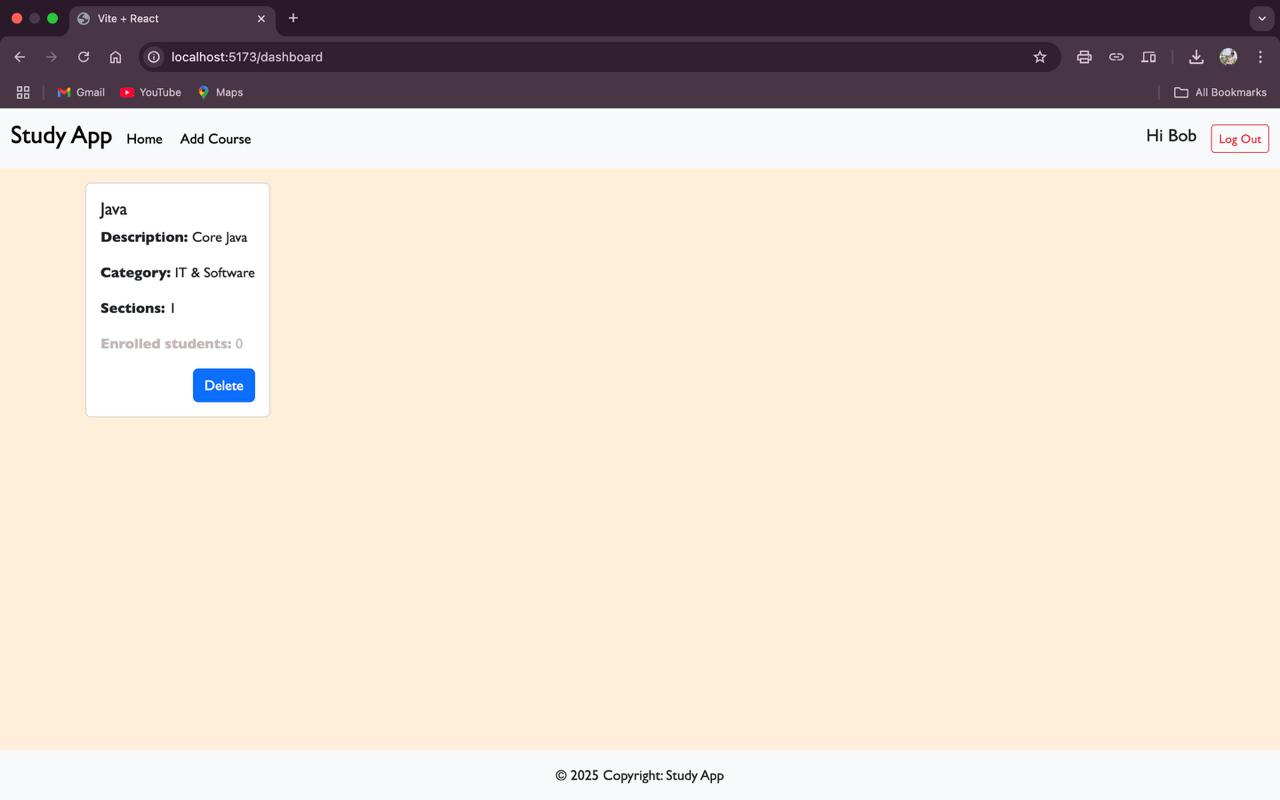 Vite + React
localhost:5173/dashboard
Gmail YouTube Maps All Bookmarks
Study App Home Add Course Hi Bob Log Out
Java
Description: Core Java
Category: IT & Software
Sections: 1
Enrolled students: 0
Delete
© 2025 Copyright: Study App